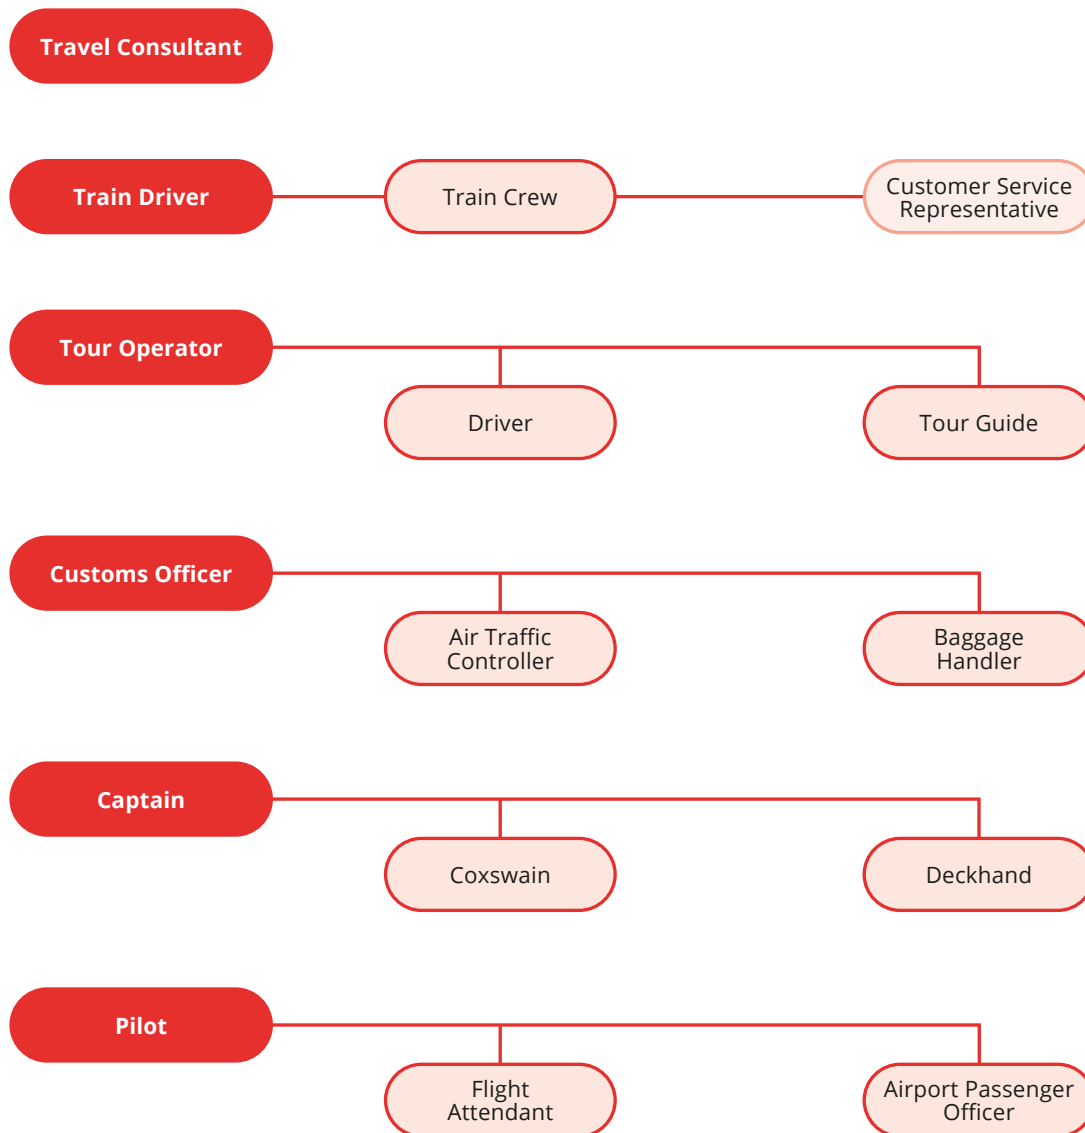 Travel Consultant
Train Driver
Train Crew
Customer Service
Representative
Tour Operator
Driver
Tour Guide
Customs Officer
Air Traffic
Controller
Baggage
Handler
Captain
Coxswain
Deckhand
Pilot
Flight
Attendant
Airport Passenger
Officer